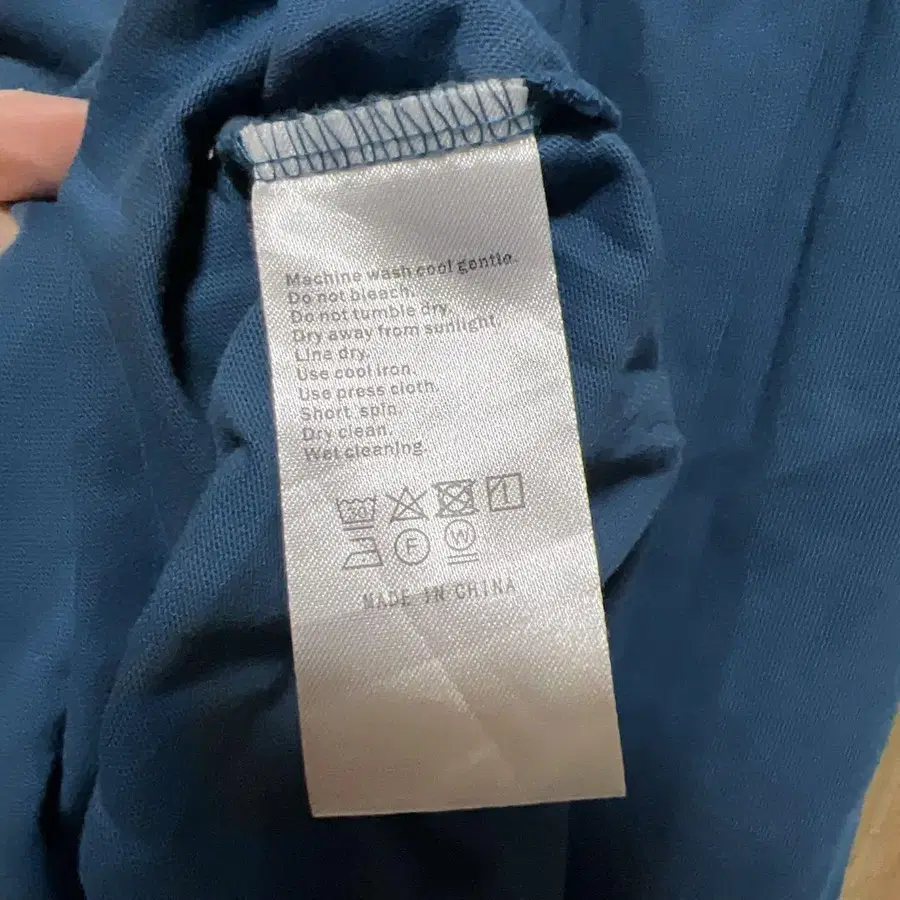 Machine wash cool gentle.
Do not bleach.
Do not tumble dry.
Dry away from sunlight.
Line dry.
Use cool iron.
Use press cloth.
Short spin.
Dry clean.
Wet cleaning.
30
F W
MADE IN CHINA